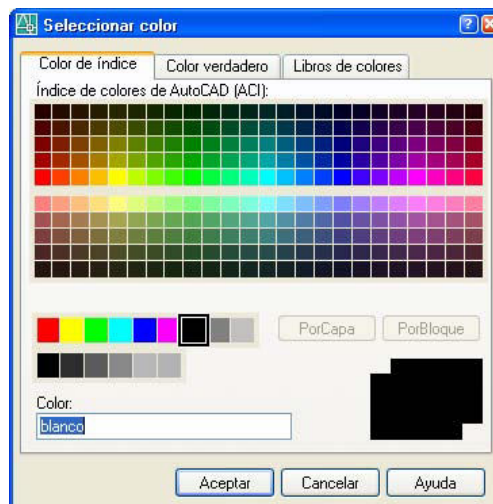 Seleccionar color
Color de índice
Color verdadero
Libros de colores
Índice de colores de AutoCAD (ACI):
PorCapa
PorBloque
Color:
blanco
Aceptar
Cancelar
Ayuda